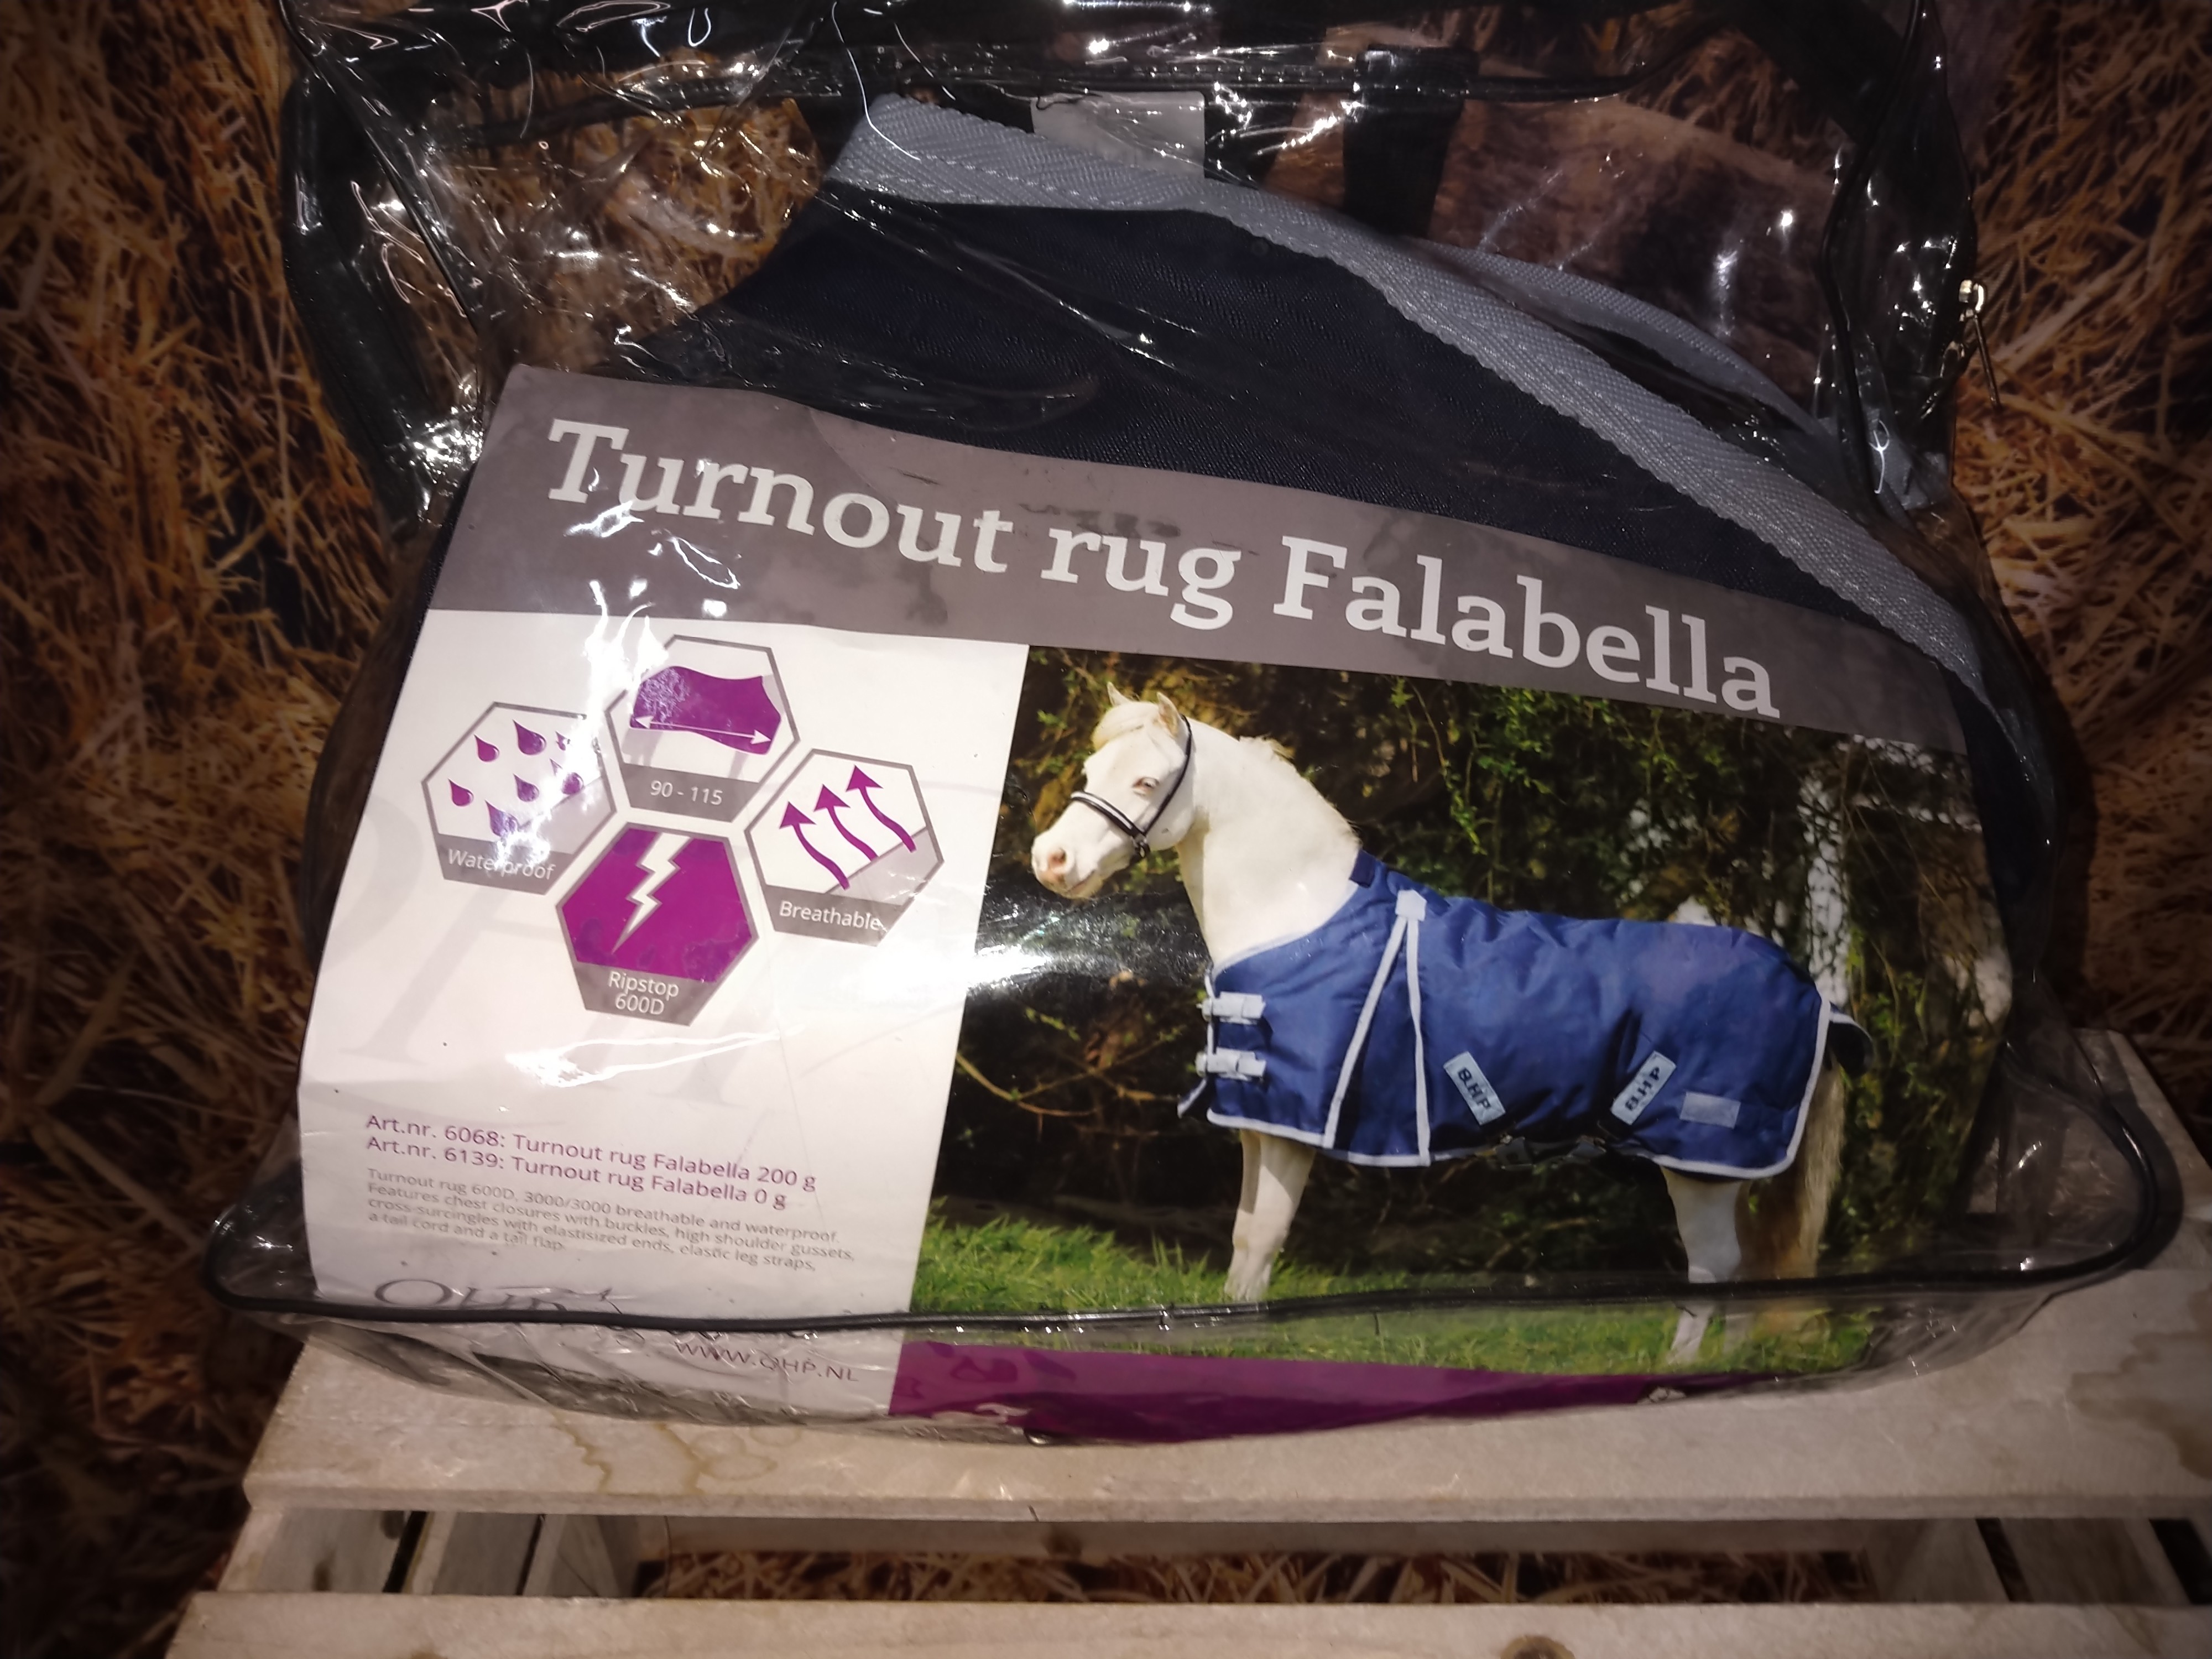 Turnout rug Falabella
90 - 115
Waterproof
Breathable
Ripstop
600D
Art.nr. 6068: Turnout rug Falabella 200 g
Art.nr. 6139: Turnout rug Falabella 0 g
Turnout rug 600D, 3000/3000 breathable and waterproof.
Features chest closures with buckles, high shoulder gussets,
cross-surcingles with elastisized ends, elastic leg straps,
a tail cord and a tail flap.
Q.H.P
Q.H.P
QHP
WWW.QHP.NL